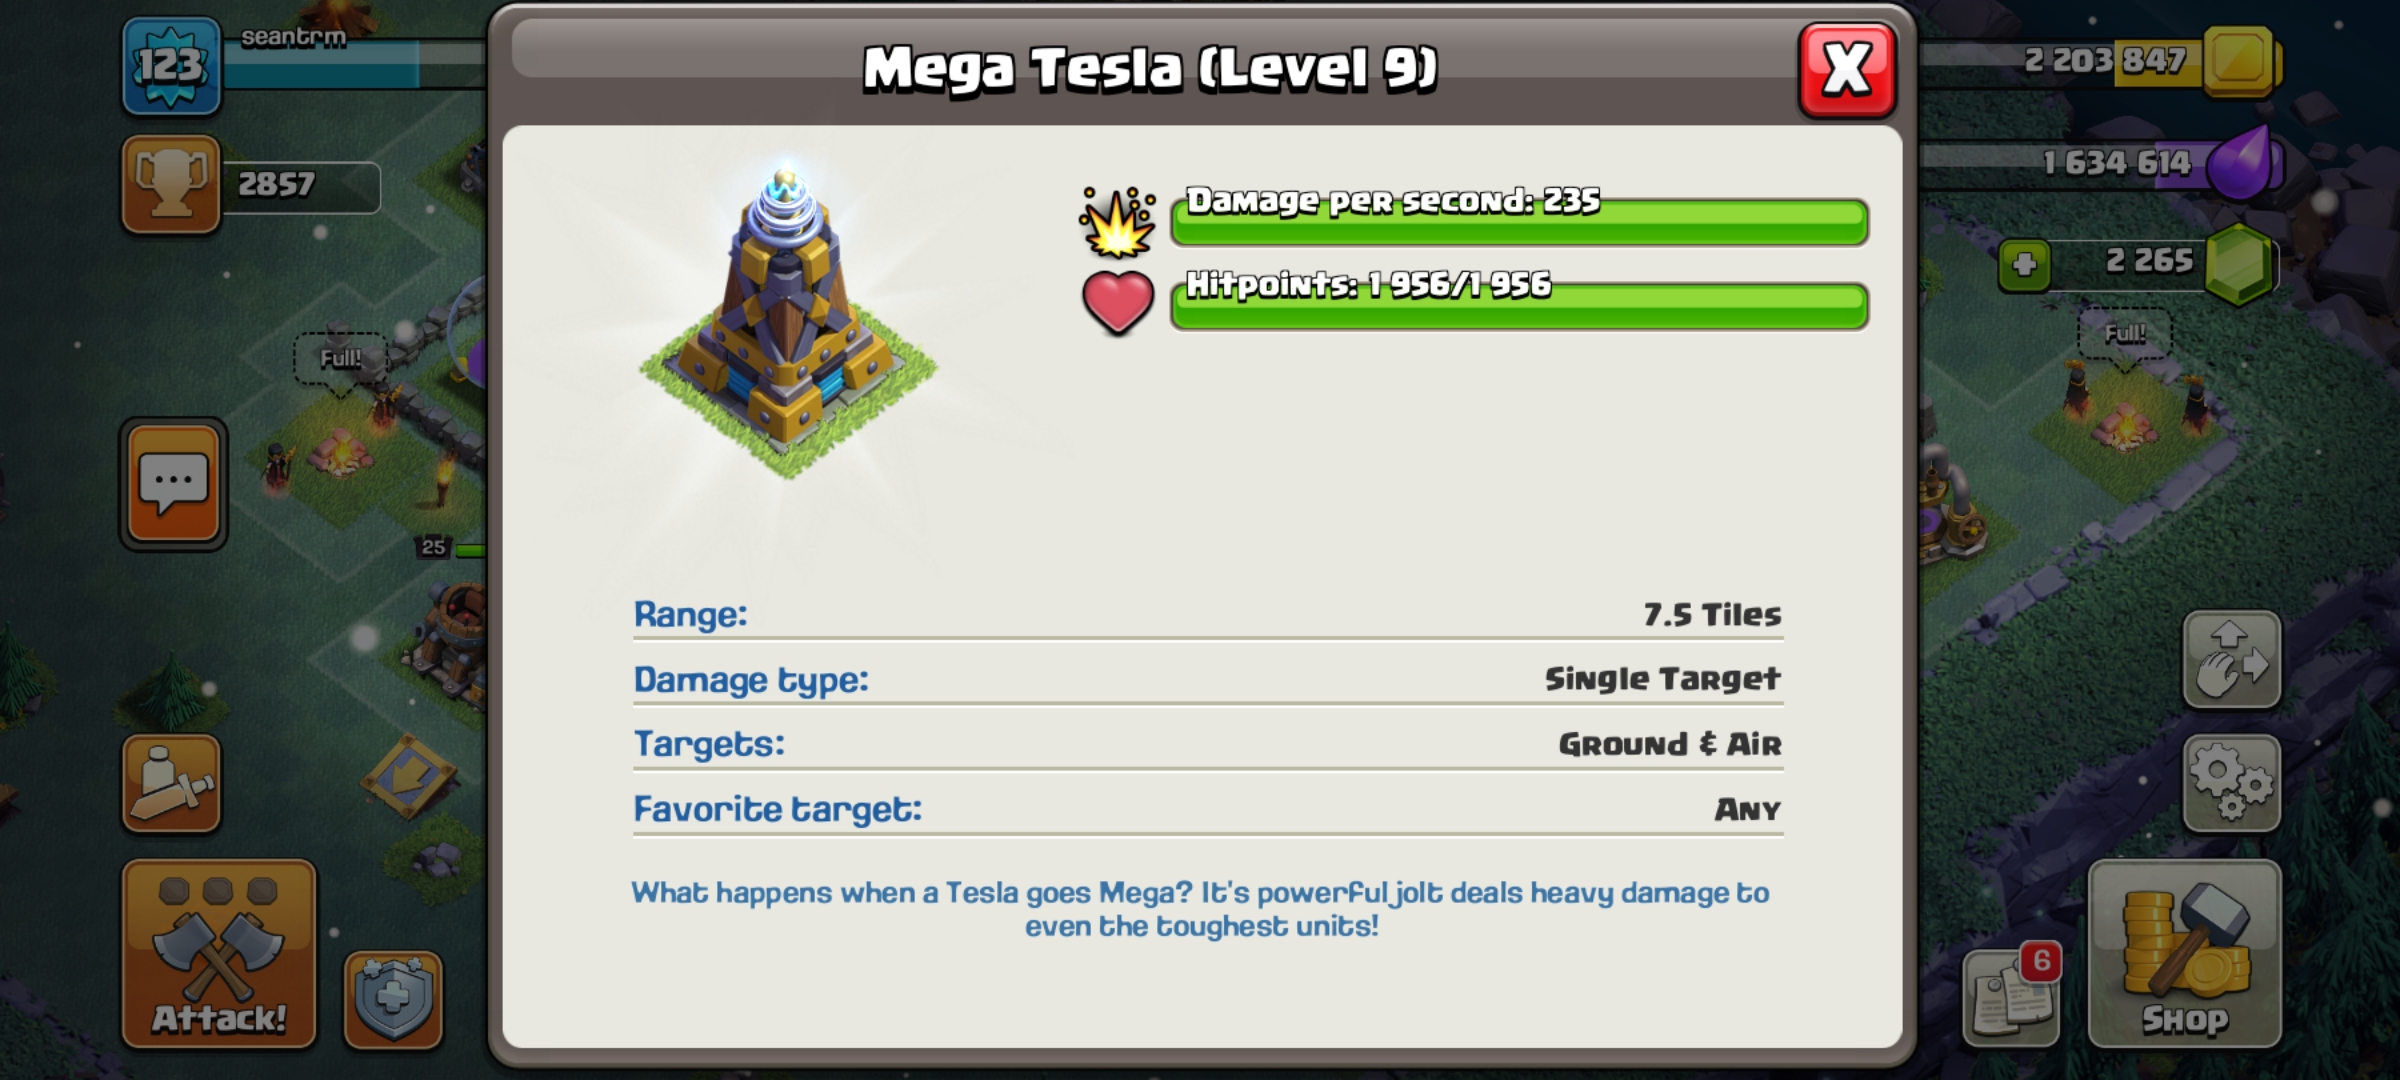 123
seantrm
Mega Tesla (Level 9)
X
2 203 847
2857
Damage per second: 235
1 634 614
Hitpoints: 1 956/1 956
2 265
Full!
Full!
25
Range:
7.5 Tiles
Damage type:
Single Target
Targets:
Ground & Air
Favorite target:
Any
What happens when a Tesla goes Mega? It's powerful jolt deals heavy damage to
even the toughest units!
6
Attack!
Shop